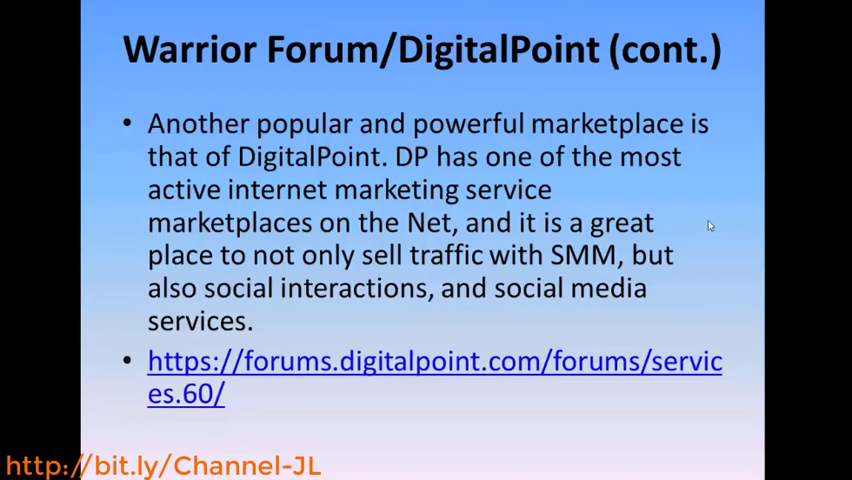 Warrior Forum/DigitalPoint (cont.)
• Another popular and powerful marketplace is
that of DigitalPoint. DP has one of the most
active internet marketing service
marketplaces on the Net, and it is a great
place to not only sell traffic with SMM, but
also social interactions, and social media
services.
• https://forums.digitalpoint.com/forums/servic
es.60/
http://bit.ly/Channel-JL